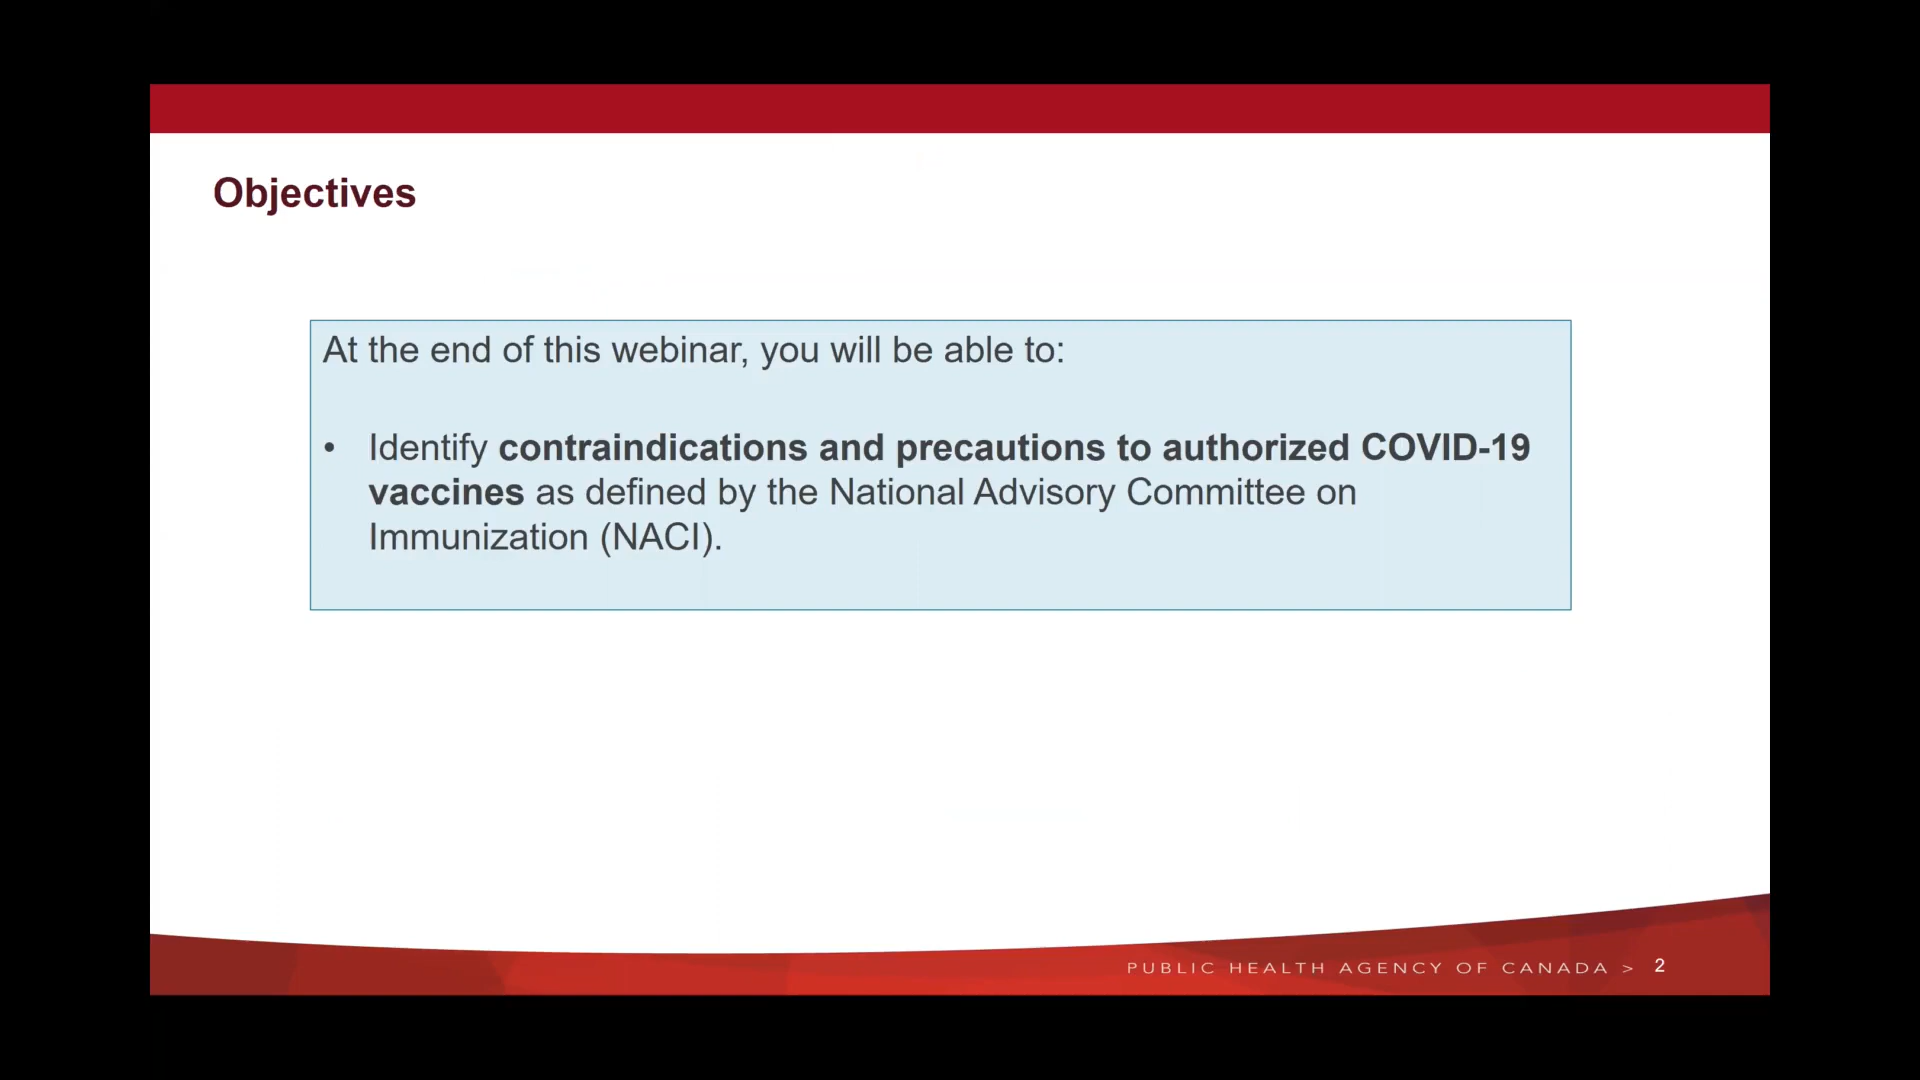 Objectives
At the end of this webinar, you will be able to:
• Identify contraindications and precautions to authorized COVID-19
vaccines as defined by the National Advisory Committee on
Immunization (NACI).
PUBLIC HEALTH AGENCY OF CANADA > 2